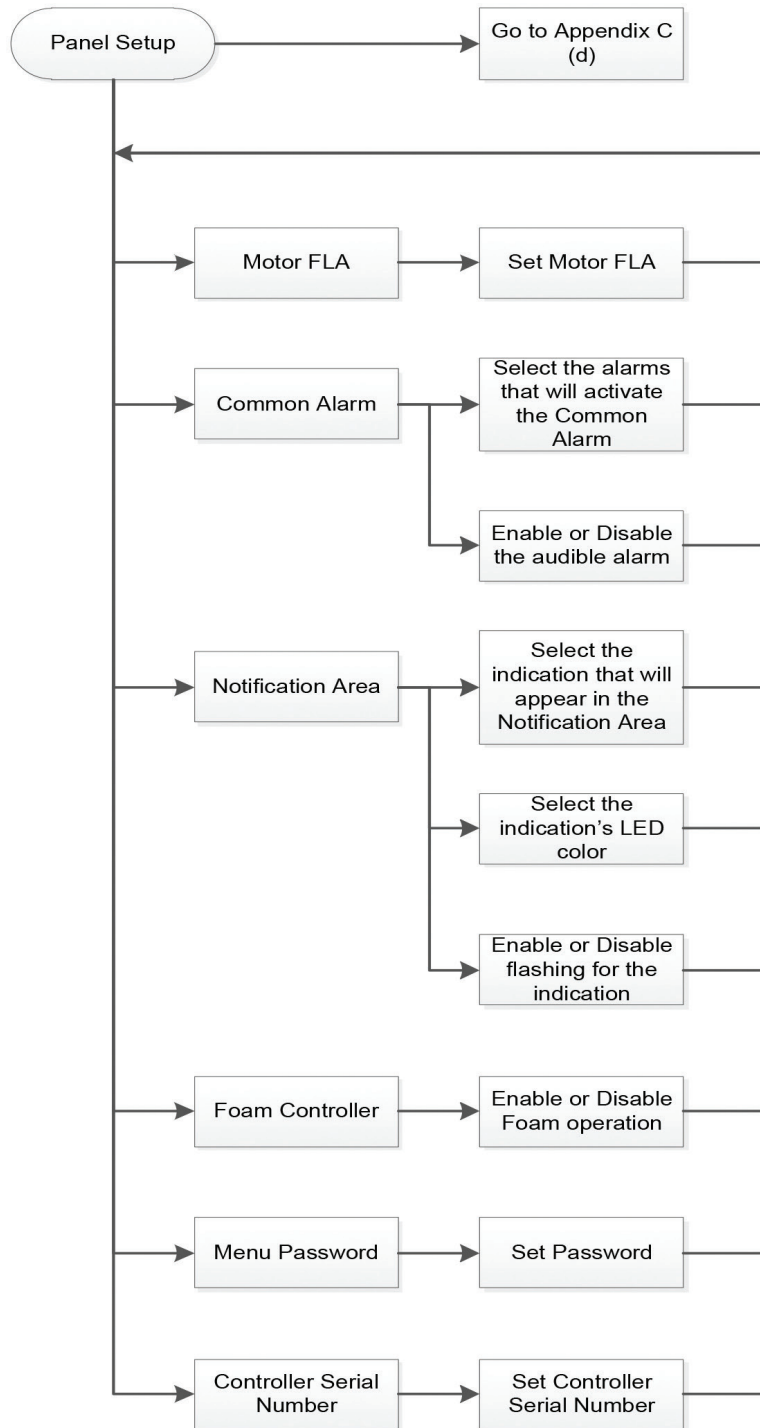 Panel Setup
Go to Appendix C
(d)
Motor FLA
Set Motor FLA
Common Alarm
Select the alarms
that will activate
the Common
Alarm
Enable or Disable
the audible alarm
Notification Area
Select the
indication that will
appear in the
Notification Area
Select the
indication’s LED
color
Enable or Disable
flashing for the
indication
Foam Controller
Enable or Disable
Foam operation
Menu Password
Set Password
Controller Serial
Number
Set Controller
Serial Number